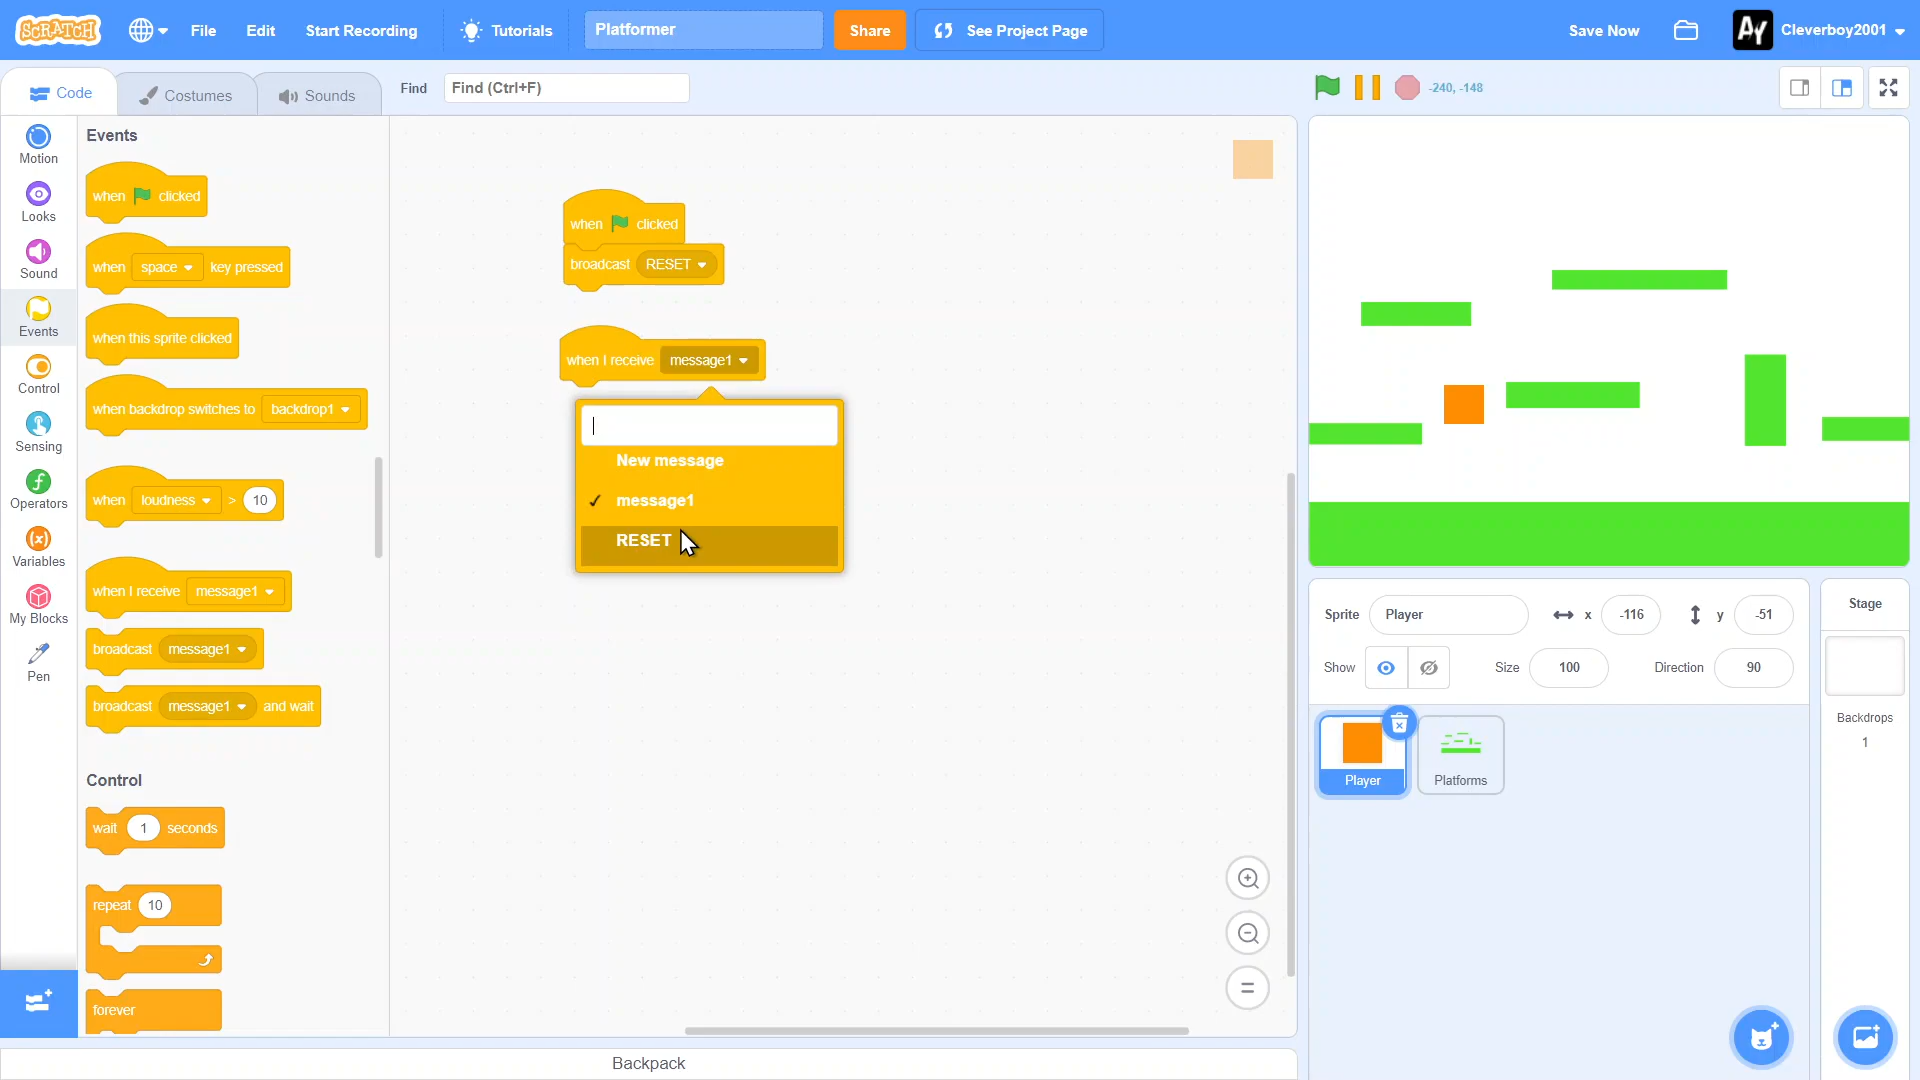 SCRATCH
File
Edit
Start Recording
Tutorials
Platformer
Share
See Project Page
Save Now
Ay
Cleverboy2001
Code
Costumes
Sounds
Find
Find (Ctrl+F)
-240, -148
Motion
Looks
Sound
Events
Control
Sensing
Operators
Variables
My Blocks
Pen
Events
when clicked
when space key pressed
when this sprite clicked
when backdrop switches to backdrop1
when loudness > 10
when I receive message1
broadcast message1
broadcast message1 and wait
Control
wait 1 seconds
repeat 10
forever
when clicked
broadcast RESET
when I receive message1
New message
✓ message1
RESET
Sprite Player x -116 y -51
Show Size 100 Direction 90
Player
Platforms
Stage
Backdrops
1
Backpack